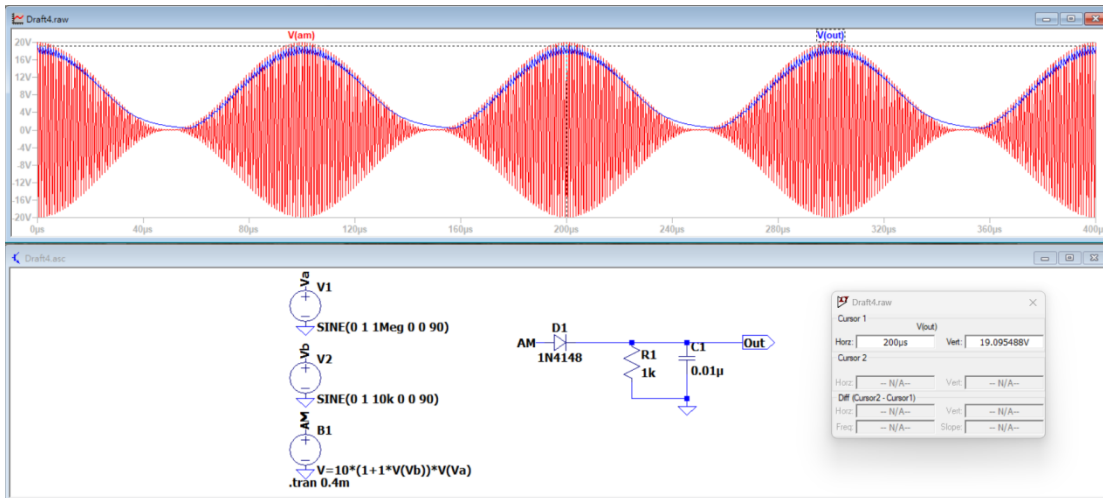 Draft4.raw
V(am)
V(out)
20V
16V
12V
8V
4V
0V
-4V
-8V
-12V
-16V
-20V
0µs
40µs
80µs
120µs
160µs
200µs
240µs
280µs
320µs
360µs
400µs
Draft4.asc
Va
V1
SINE(0 1 1Meg 0 0 90)
Vb
V2
SINE(0 1 10k 0 0 90)
AM
B1
V=10*(1+1*V(Vb))*V(Va)
.tran 0.4m
AM
D1
1N4148
R1
1k
C1
0.01µ
Out
Draft4.raw
Cursor 1
V(out)
Horz: 200µs Vert: 19.095488V
Cursor 2
Horz: -- N/A-- Vert: -- N/A--
Diff (Cursor2 - Cursor1)
Horz: -- N/A-- Vert: -- N/A--
Freq: -- N/A-- Slope: -- N/A--